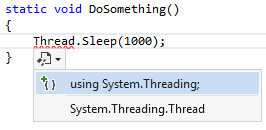 static void DoSomething()
{
    Thread.Sleep(1000);
}
using System.Threading;
System.Threading.Thread